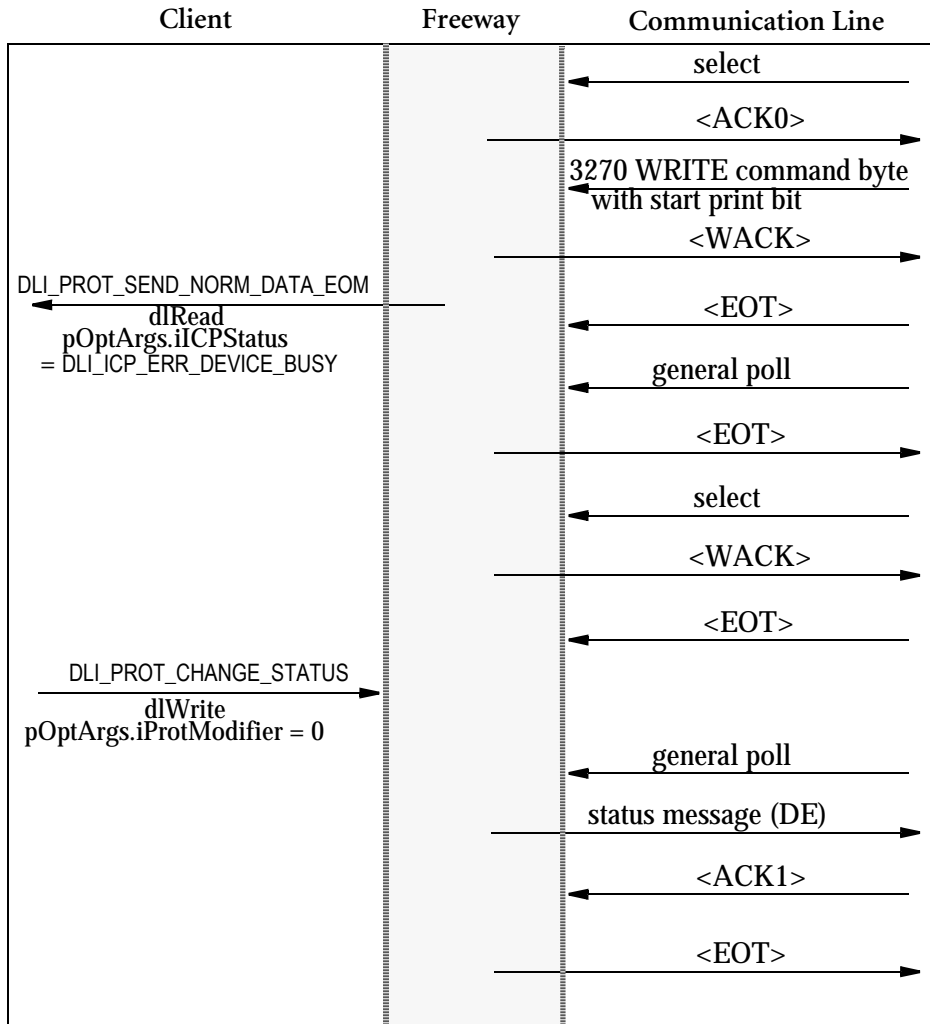 Client Freeway Communication Line
select
<ACK0>
3270 WRITE command byte
with start print bit
<WACK>
DLI_PROT_SEND_NORM_DATA_EOM
dlRead
pOptArgs.iICPStatus
= DLI_ICP_ERR_DEVICE_BUSY
<EOT>
general poll
<EOT>
select
<WACK>
<EOT>
DLI_PROT_CHANGE_STATUS
dlWrite
pOptArgs.iProtModifier = 0
general poll
status message (DE)
<ACK1>
<EOT>